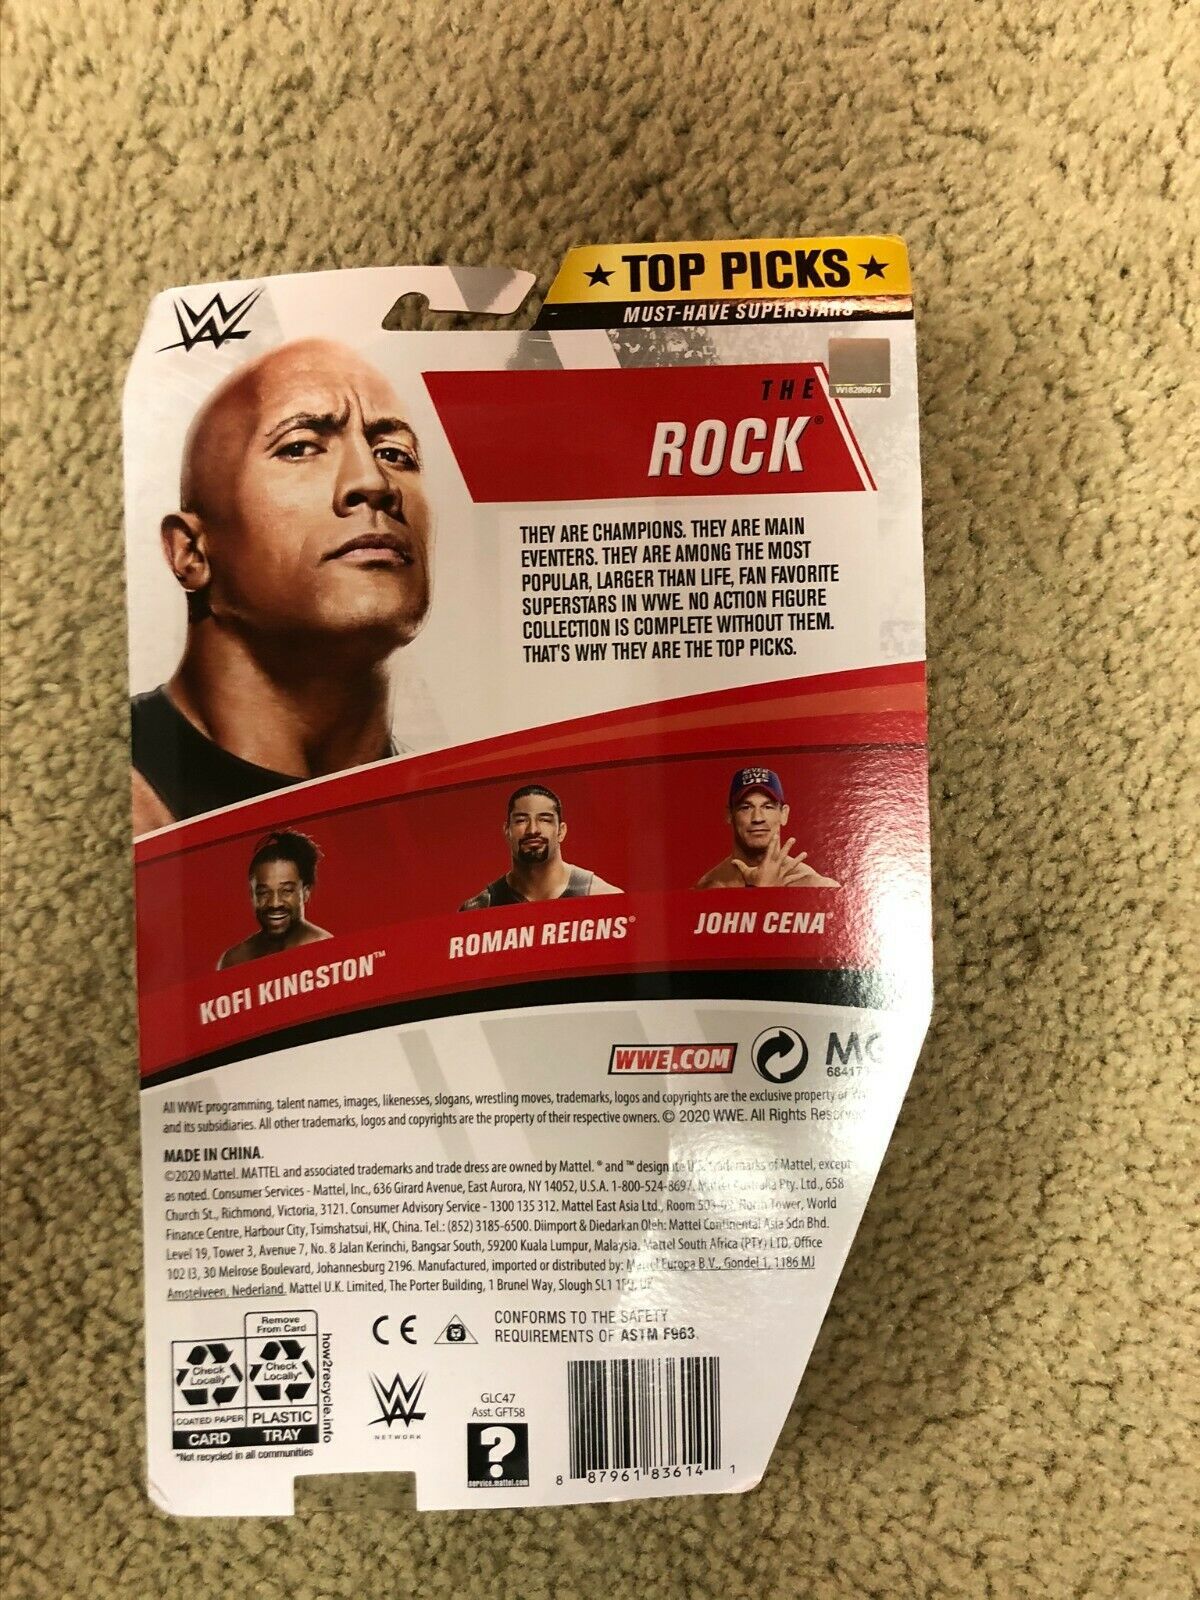 ★ TOP PICKS ★
MUST-HAVE SUPERSTARS
W
THE
W18298974
ROCK®
THEY ARE CHAMPIONS. THEY ARE MAIN
EVENTERS. THEY ARE AMONG THE MOST
POPULAR, LARGER THAN LIFE, FAN FAVORITE
SUPERSTARS IN WWE. NO ACTION FIGURE
COLLECTION IS COMPLETE WITHOUT THEM.
THAT'S WHY THEY ARE THE TOP PICKS.
NEVER
GIVE
UP
KOFI KINGSTON™
ROMAN REIGNS®
JOHN CENA®
WWE.COM
684173
All WWE programming, talent names, images, likenesses, slogans, wrestling moves, trademarks, logos and copyrights are the exclusive property of
and its subsidiaries. All other trademarks, logos and copyrights are the property of their respective owners. © 2020 WWE. All Rights
MADE IN CHINA.
©2020 Mattel. MATTEL and associated trademarks and trade dress are owned by Mattel. ® and ™ designate U.S. trademarks of Mattel, except
as noted. Consumer Services - Mattel, Inc., 636 Girard Avenue, East Aurora, NY 14052, U.S.A. 1-800-524-8697. Mattel Australia Pty. Ltd., 658
Church St., Richmond, Victoria, 3121. Consumer Advisory Service - 1300 135 312. Mattel East Asia Ltd., Room North Tower, World
Finance Centre, Harbour City, Tsimshatsui, HK, China. Tel.: (852) 3185-6500. Diimport & Diedarkan Oleh: Mattel Continental Asia Sdn Bhd.
Level 19, Tower 3, Avenue 7, No. 8 Jalan Kerinchi, Bangsar South, 59200 Kuala Lumpur, Malaysia. Mattel South Africa (PTY) LTD, Office
102 I3, 30 Melrose Boulevard, Johannesburg 2196. Manufactured, imported or distributed by: Mattel Europa B.V., Gondel 1, 1186 MJ
Amstelveen, Nederland. Mattel U.K. Limited, The Porter Building, 1 Brunel Way, Slough SL1
Remove
From Card
Check
Locally*
Check
Locally*
COATED PAPER
PLASTIC
CARD
TRAY
*Not recycled in all communities
how2recycle.info
CE
CONFORMS TO THE SAFETY
REQUIREMENTS OF ASTM F963.
W
NETWORK
GLC47
Asst. GFT58
?
service.mattel.com
8 87961 83614 1